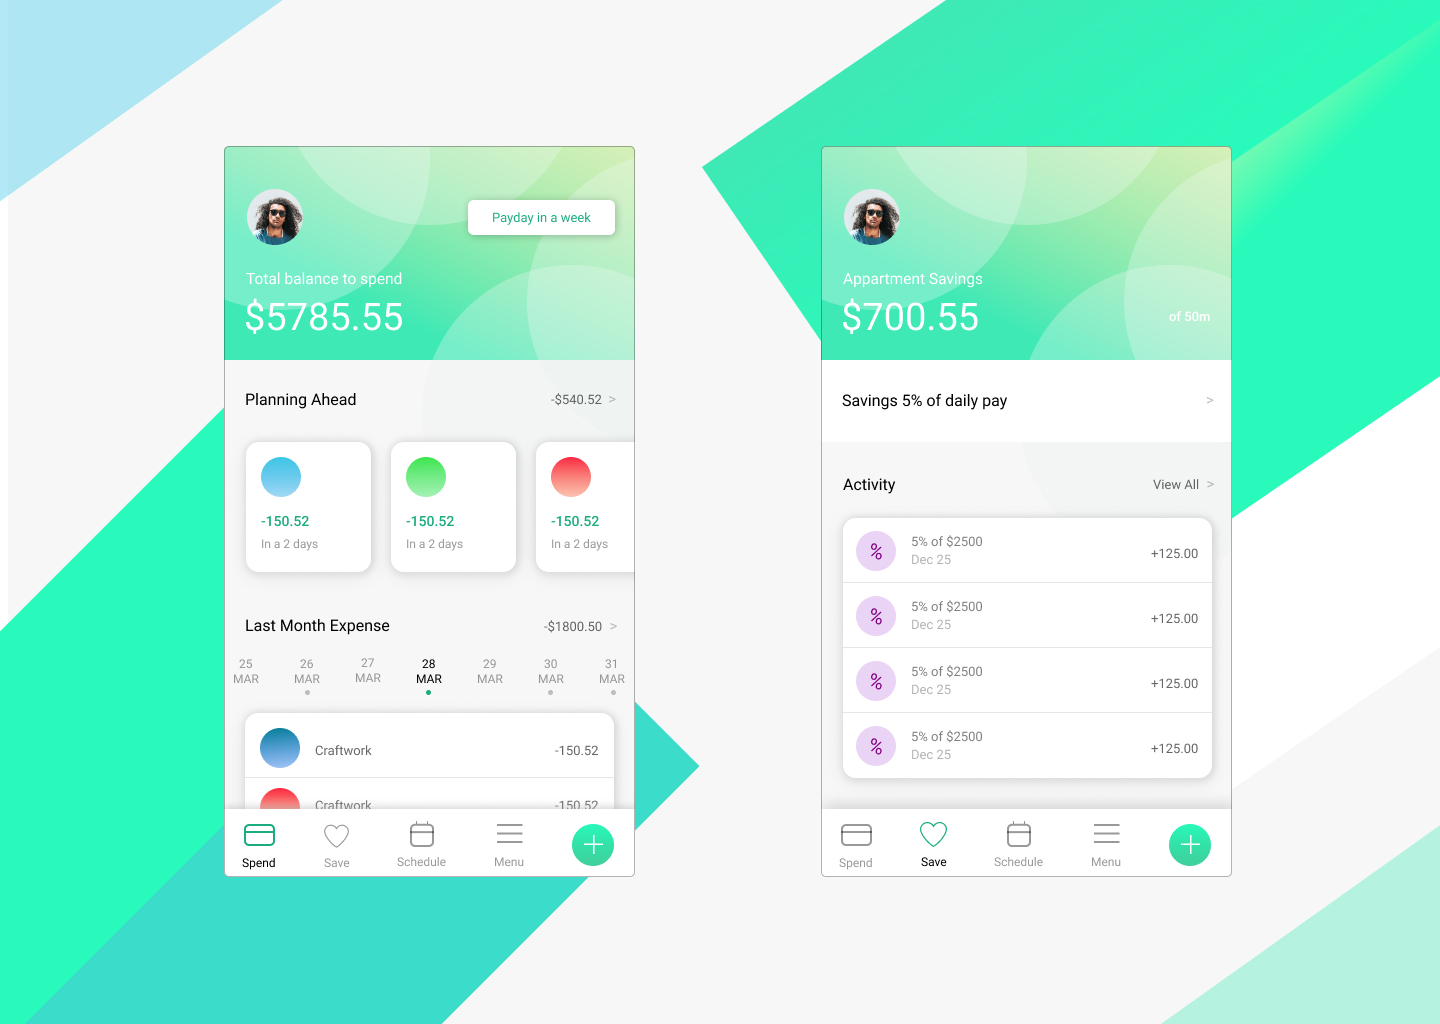 Payday in a week
Total balance to spend
$5785.55
Planning Ahead
-$540.52 >
-150.52
In a 2 days
-150.52
In a 2 days
-150.52
In a 2 days
Last Month Expense
-$1800.50 >
25 26 27 28 29 30 31
MAR MAR MAR MAR MAR MAR MAR
Craftwork -150.52
Craftwork -150.52
Spend Save Schedule Menu
Appartment Savings
$700.55
of 50m
Savings 5% of daily pay >
Activity
View All >
% 5% of $2500
Dec 25
+125.00
% 5% of $2500
Dec 25
+125.00
% 5% of $2500
Dec 25
+125.00
% 5% of $2500
Dec 25
+125.00
Spend Save Schedule Menu